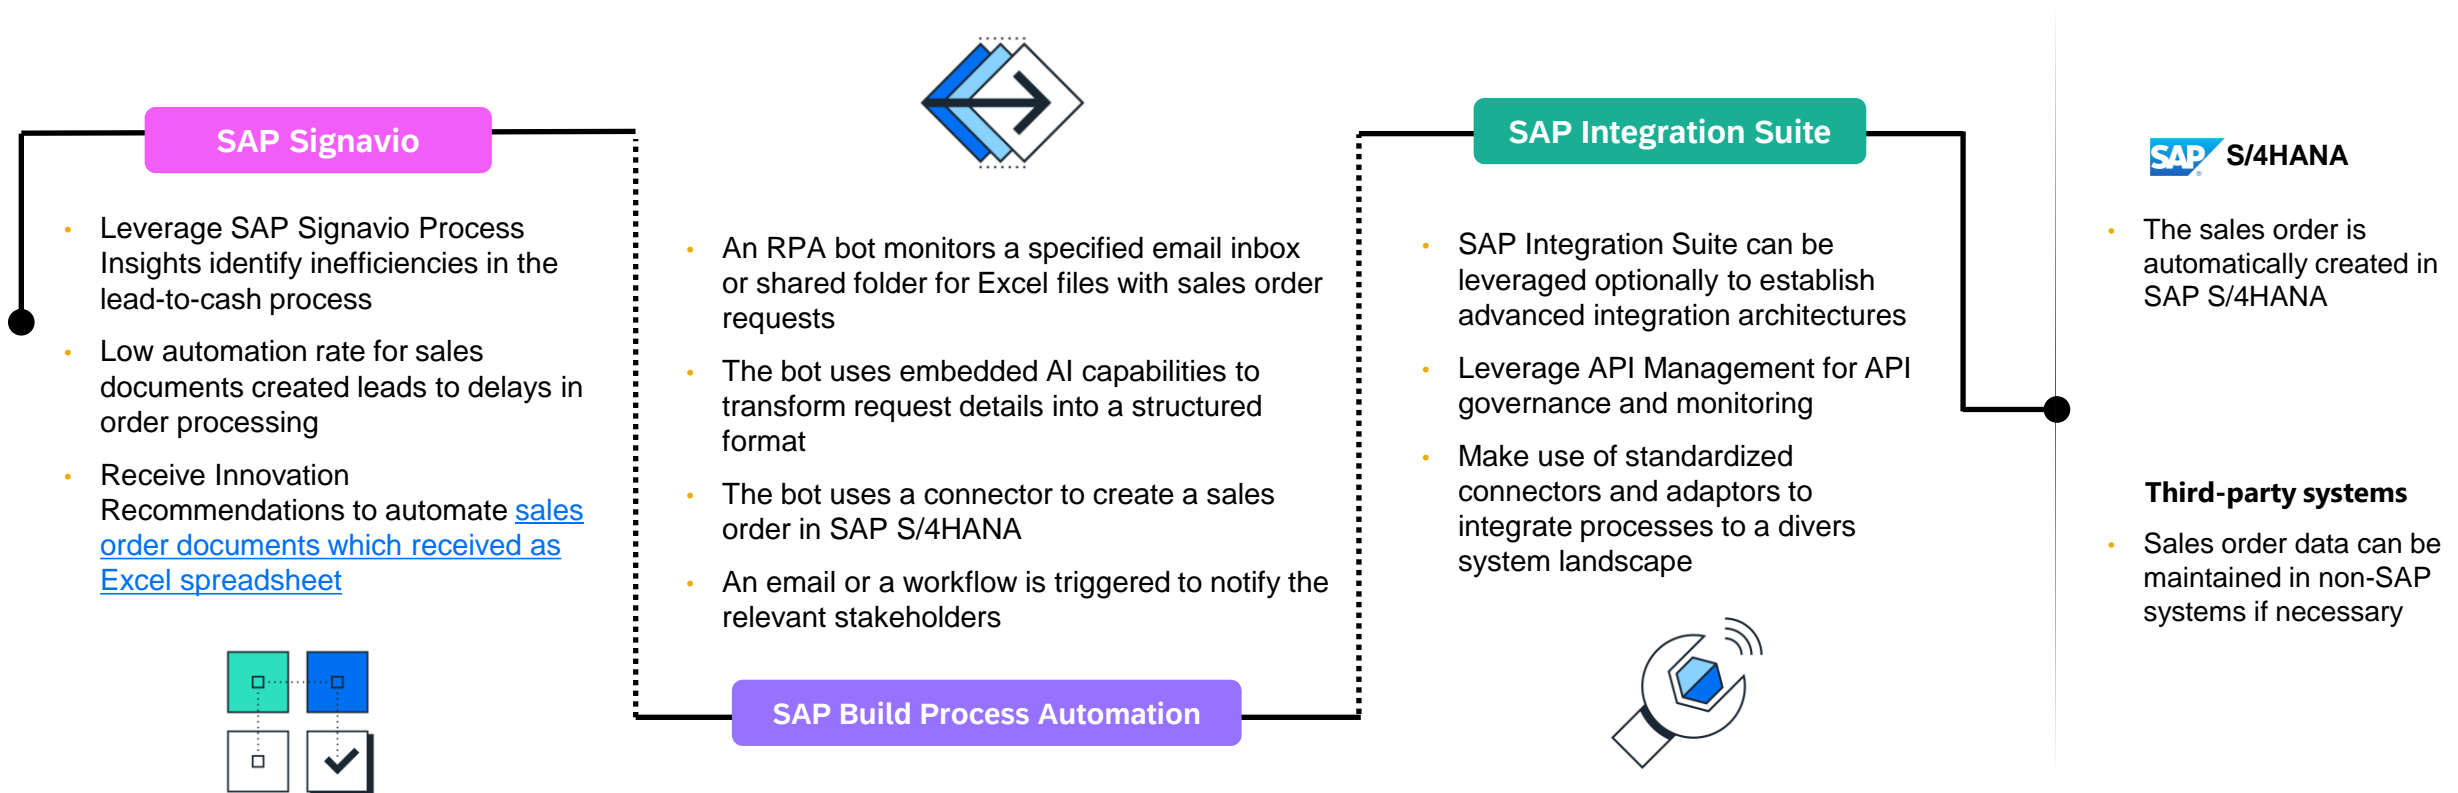 SAP Signavio
• Leverage SAP Signavio Process
Insights identify inefficiencies in the
lead-to-cash process
• Low automation rate for sales
documents created leads to delays in
order processing
• Receive Innovation
Recommendations to automate sales
order documents which received as
Excel spreadsheet
• An RPA bot monitors a specified email inbox
or shared folder for Excel files with sales order
requests
• The bot uses embedded AI capabilities to
transform request details into a structured
format
• The bot uses a connector to create a sales
order in SAP S/4HANA
• An email or a workflow is triggered to notify the
relevant stakeholders
SAP Build Process Automation
SAP Integration Suite
• SAP Integration Suite can be
leveraged optionally to establish
advanced integration architectures
• Leverage API Management for API
governance and monitoring
• Make use of standardized
connectors and adaptors to
integrate processes to a divers
system landscape
SAP® S/4HANA
• The sales order is
automatically created in
SAP S/4HANA
Third-party systems
• Sales order data can be
maintained in non-SAP
systems if necessary